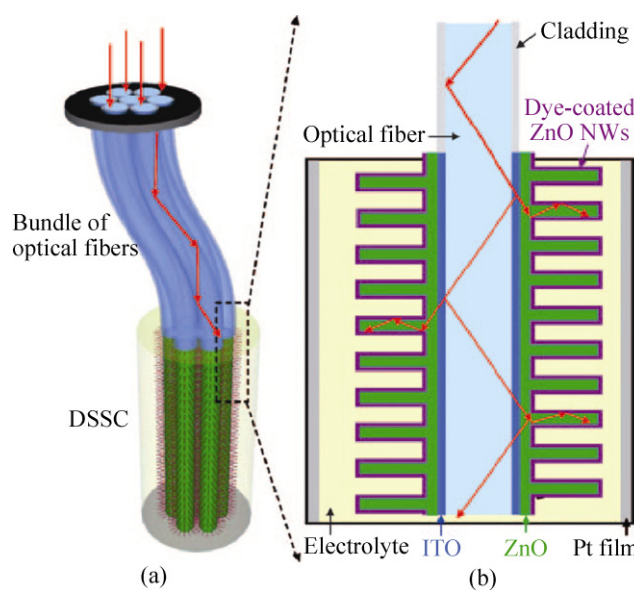 Bundle of
optical fibers
DSSC
(a)
Cladding
Optical fiber
Dye-coated
ZnO NWs
Electrolyte
ITO
ZnO
Pt film
(b)